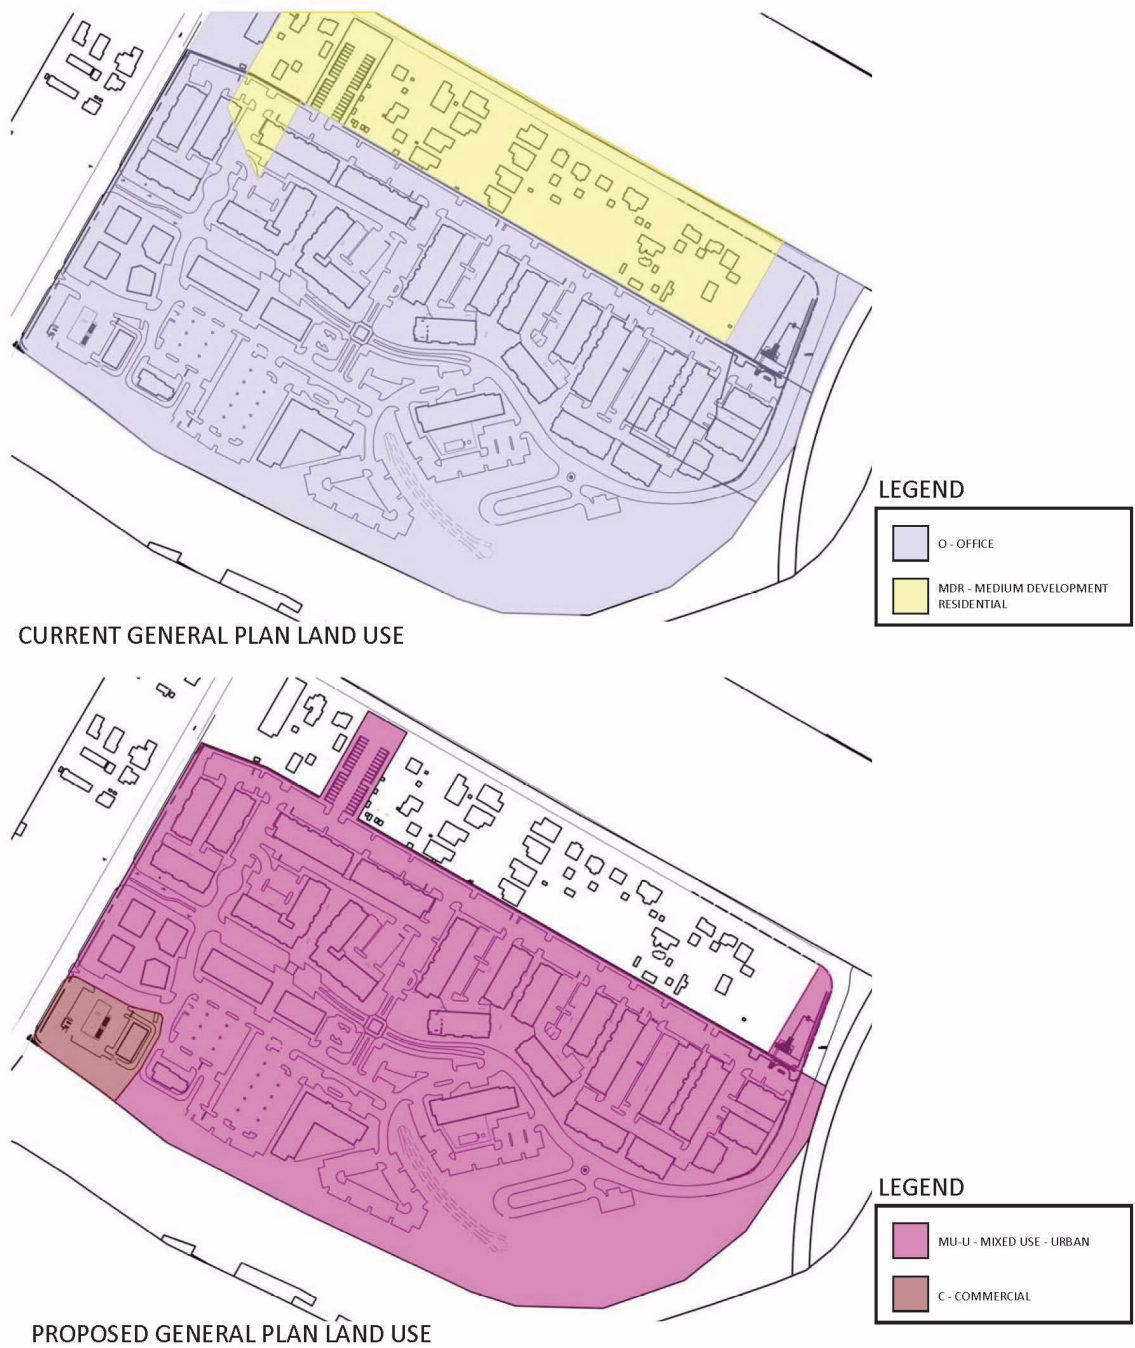 LEGEND
O - OFFICE
MDR - MEDIUM DEVELOPMENT
RESIDENTIAL
CURRENT GENERAL PLAN LAND USE
LEGEND
MU-U - MIXED USE - URBAN
C - COMMERCIAL
PROPOSED GENERAL PLAN LAND USE